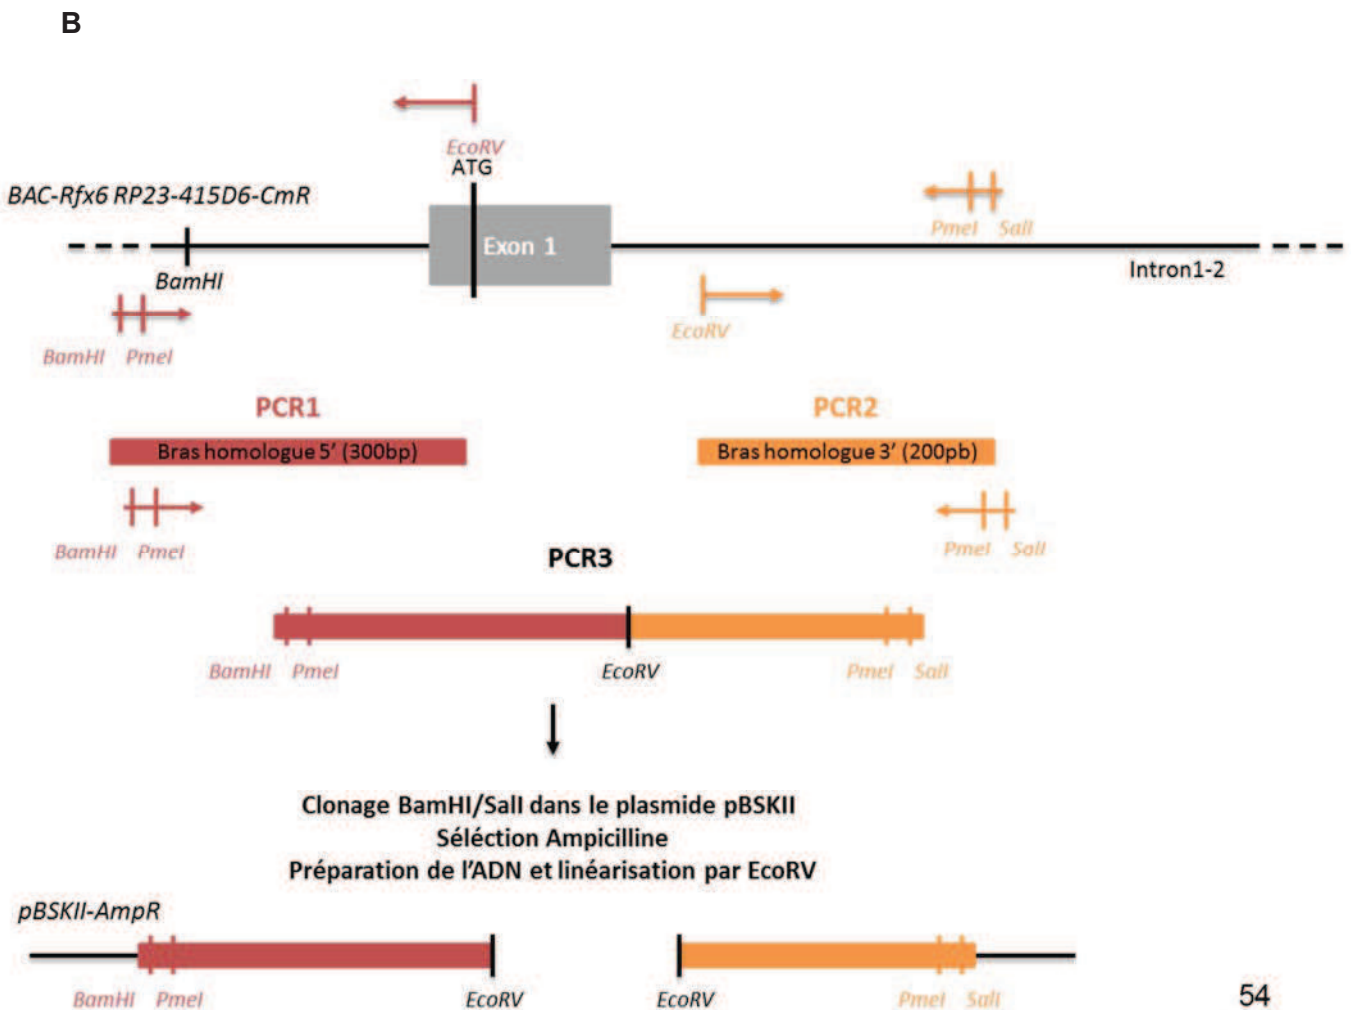 B
EcoRV
ATG
BAC-Rfx6 RP23-415D6-CmR
PmeI SalI
Exon 1
BamHI
Intron1-2
EcoRV
BamHI PmeI
PCR1 PCR2
Bras homologue 5' (300bp) Bras homologue 3' (200pb)
BamHI PmeI PmeI SalI
PCR3
BamHI PmeI EcoRV PmeI SalI
Clonage BamHI/SalI dans le plasmide pBSKII
Séléction Ampicilline
Préparation de l'ADN et linéarisation par EcoRV
pBSKII-AmpR
BamHI PmeI EcoRV EcoRV PmeI SalI
54